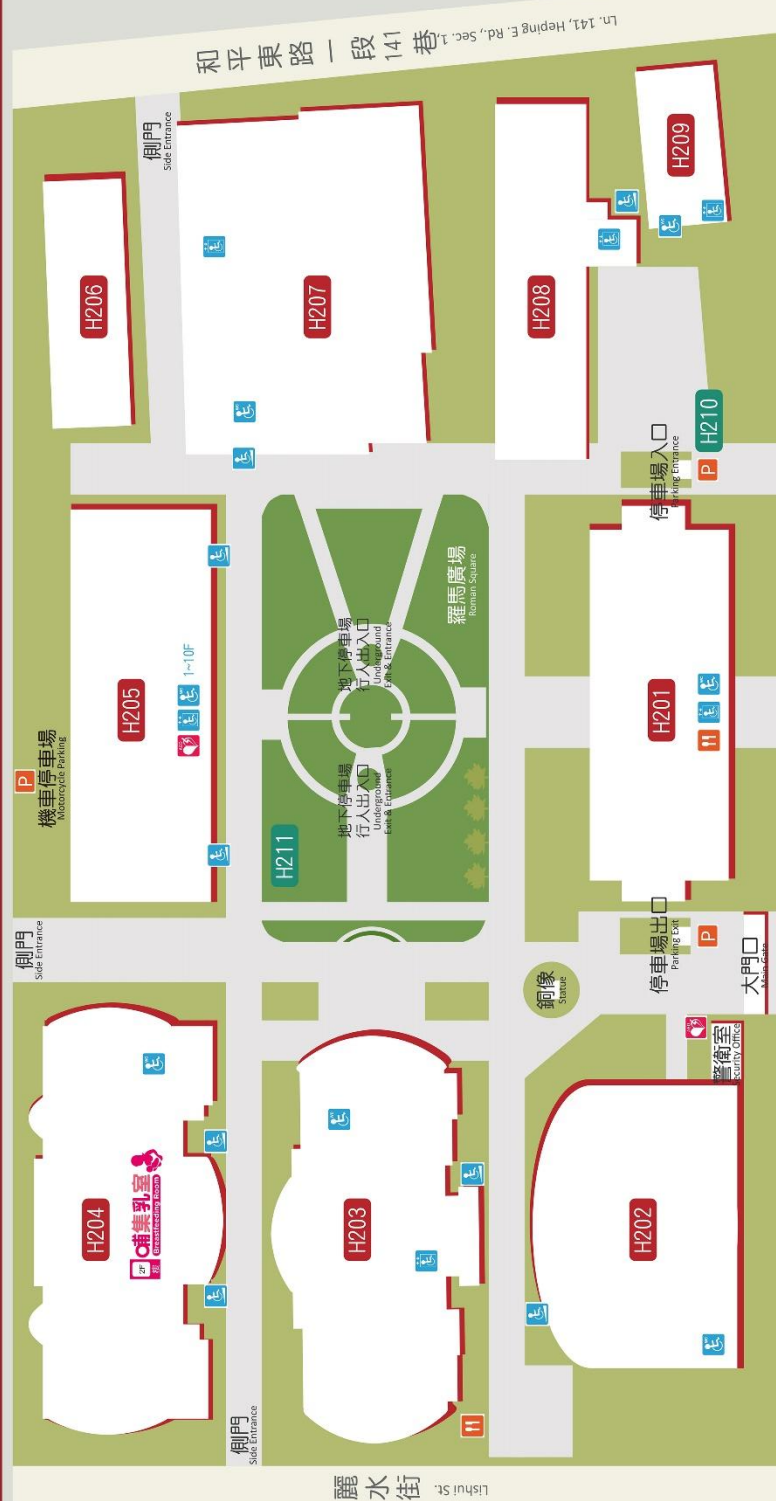 麗水街
Lishui St.
側門
Side Entrance
機車停車場
Motorcycle Parking
P
側門
Side Entrance
和平東路一段141巷
Ln. 141, Heping E. Rd., Sec. 1,
H204
2F
哺集乳室
Breastfeeding Room
H205
1~10F
H206
側門
Side Entrance
H203
H211
地下停車場
行人出入口
Underground
Exit & Entrance
地下停車場
行人出入口
Underground
Exit & Entrance
羅馬廣場
Roman Square
H207
銅像
Statue
H208
H202
H201
H209
警衛室
Security Office
大門口
Main Gate
停車場出口
Parking Exit
P
停車場入口
Parking Entrance
P
H210